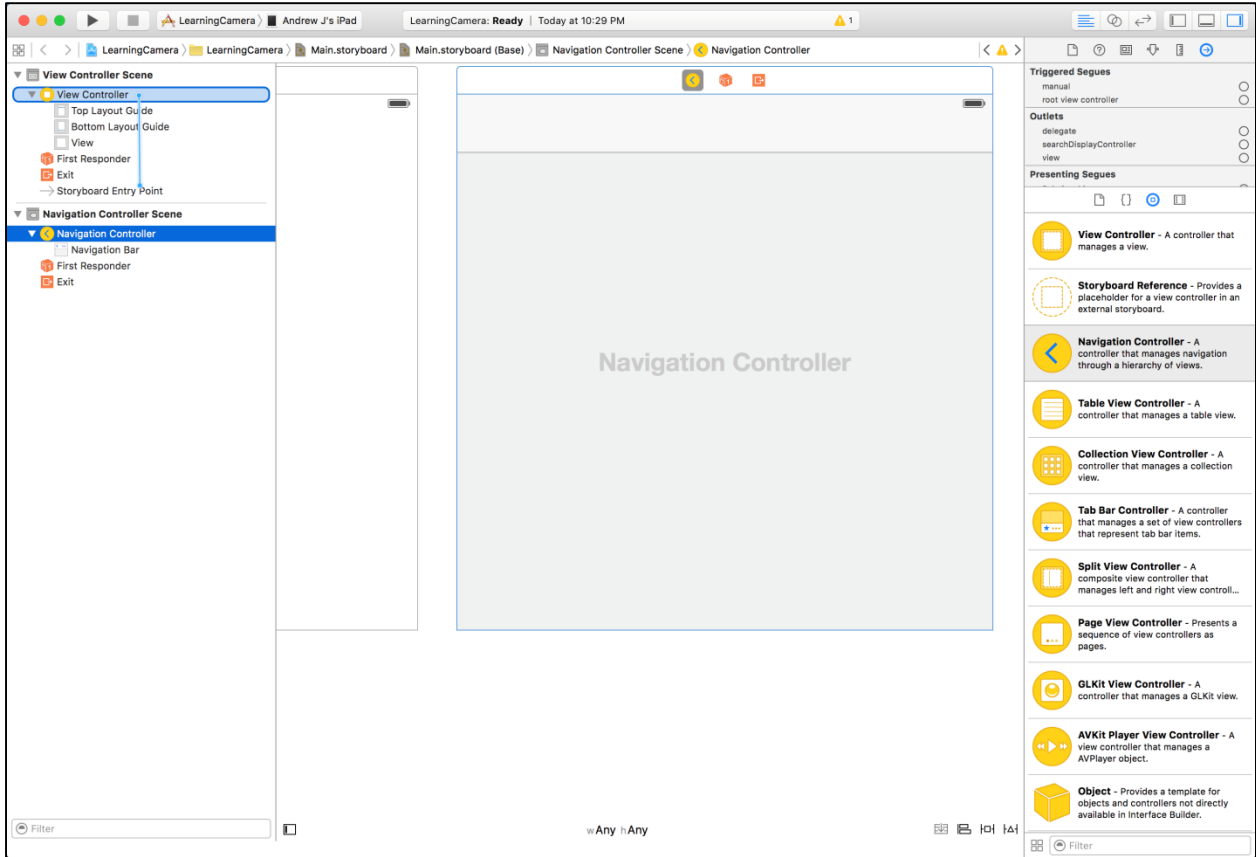 LearningCamera
Andrew J's iPad
LearningCamera: Ready | Today at 10:29 PM
1
LearningCamera
LearningCamera
Main.storyboard
Main.storyboard (Base)
Navigation Controller Scene
Navigation Controller
View Controller Scene
View Controller
Top Layout Guide
Bottom Layout Guide
View
First Responder
Exit
Storyboard Entry Point
Navigation Controller Scene
Navigation Controller
Navigation Bar
First Responder
Exit
Filter
Navigation Controller
wAny hAny
Triggered Segues
manual
root view controller
Outlets
delegate
searchDisplayController
view
Presenting Segues
View Controller - A controller that
manages a view.
Storyboard Reference - Provides a
placeholder for a view controller in an
external storyboard.
Navigation Controller - A
controller that manages navigation
through a hierarchy of views.
Table View Controller - A
controller that manages a table view.
Collection View Controller - A
controller that manages a collection
view.
Tab Bar Controller - A controller
that manages a set of view controllers
that represent tab bar items.
Split View Controller - A
composite view controller that
manages left and right view controll...
Page View Controller - Presents a
sequence of view controllers as
pages.
GLKit View Controller - A
controller that manages a GLKit view.
AVKit Player View Controller - A
view controller that manages a
AVPlayer object.
Object - Provides a template for
objects and controllers not directly
available in Interface Builder.
Filter